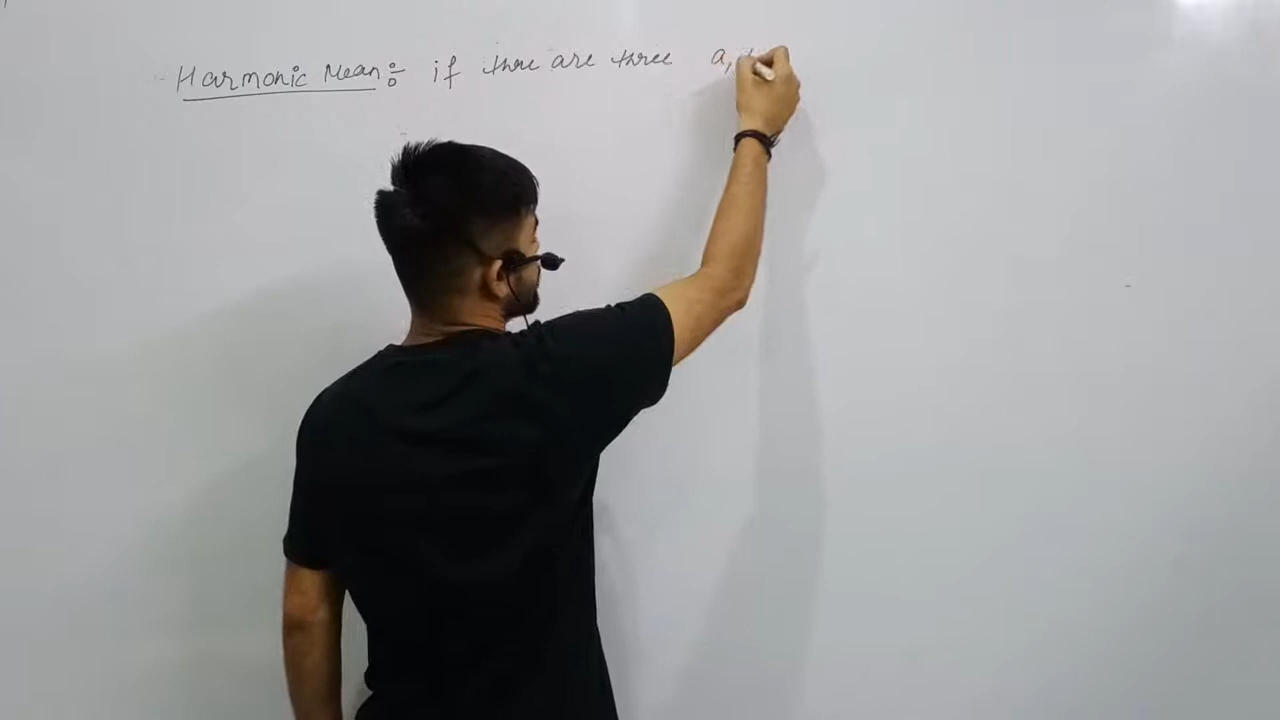 Harmonic Mean :- if there are three a,